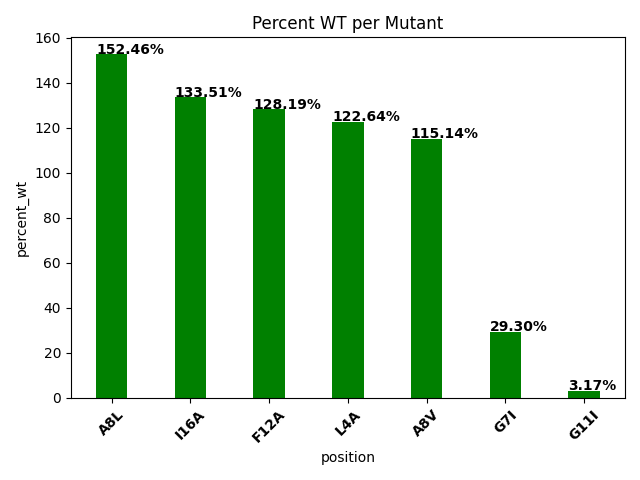 Percent WT per Mutant
percent_wt
160
140
120
100
80
60
40
20
0
152.46%
133.51%
128.19%
122.64%
115.14%
29.30%
3.17%
A8L
I16A
F12A
L4A
A8V
G7I
G11I
position